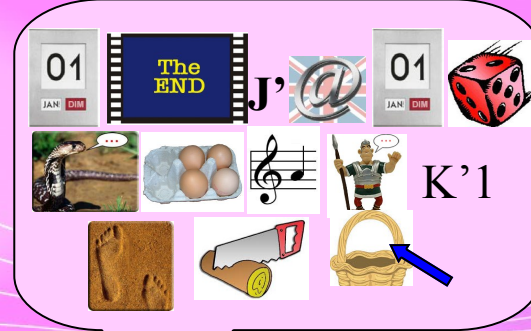 01 The END J' @ 01
JAN: DIM JAN: DIM
... ... K'1